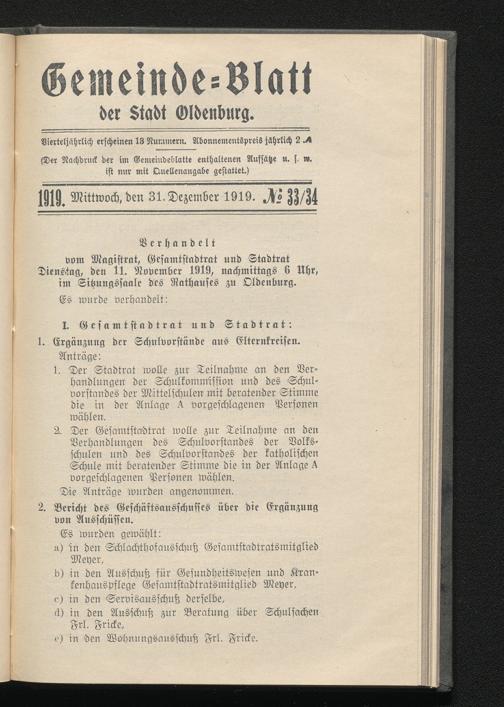 Gemeinde=Blatt
der Stadt Oldenburg.
Vierteljährlich erscheinen 13 Nummern. Abonnementspreis jährlich 2 ℳ
(Der Nachdruck der im Gemeindeblatte enthaltenen Aufsätze u. s. w.
ist nur mit Quellenangabe gestattet.)
1919. Mittwoch, den 31. Dezember 1919. № 33/34
Verhandelt
vom Magistrat, Gesamtstadtrat und Stadtrat
Dienstag, den 11. November 1919, nachmittags 6 Uhr,
im Sitzungssaale des Rathauses zu Oldenburg.
Es wurde verhandelt:
I. Gesamtstadtrat und Stadtrat:
1. Ergänzung der Schulvorstände aus Elternkreisen.
Anträge:
1. Der Stadtrat wolle zur Teilnahme an den Ver-
handlungen der Schulkommission und des Schul-
vorstandes der Mittelschulen mit beratender Stimme
die in der Anlage A vorgeschlagenen Personen
wählen.
2. Der Gesamtstadtrat wolle zur Teilnahme an den
Verhandlungen des Schulvorstandes der Volks-
schulen und des Schulvorstandes der katholischen
Schule mit beratender Stimme die in der Anlage A
vorgeschlagenen Personen wählen.
Die Anträge wurden angenommen.
2. Bericht des Geschäftsausschusses über die Ergänzung
von Ausschüssen.
Es wurden gewählt:
a) in den Schlachthofausschuß Gesamtstadtratsmitglied
Meyer,
b) in den Ausschuß für Gesundheitswesen und Kran-
kenhauspflege Gesamtstadtratsmitglied Meyer,
c) in den Servisausschuß derselbe,
d) in den Ausschuß zur Beratung über Schulsachen
Frl. Fricke,
e) in den Wohnungsausschuß Frl. Fricke.